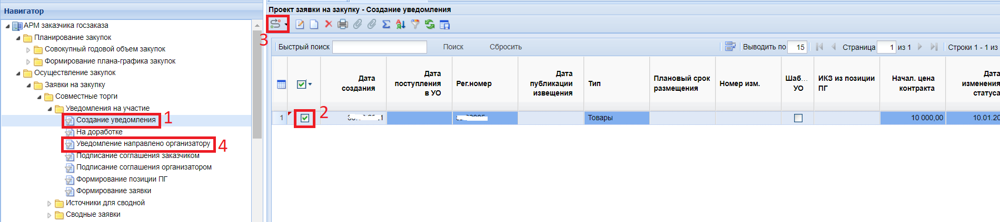 Навигатор
АРМ заказчика госзаказа
Планирование закупок
Совокупный годовой объем закупок
Формирование плана-графика закупок
Осуществление закупок
Заявки на закупку
Совместные торги
Уведомления на участие
Создание уведомления 1
На доработке
Уведомление направлено организатору 4
Подписание соглашения заказчиком
Подписание соглашения организатором
Формирование позиции ПГ
Формирование заявки
Источники для сводной
Сводные заявки
Проект заявки на закупку - Создание уведомления
3
Быстрый поиск Поиск Сбросить Выводить по 15 Страница 1 из 1 Строки 1 - 1 из
Дата создания
Дата поступления в УО
Рег.номер
Дата публикации извещения
Тип
Плановый срок размещения
Номер изм.
Шаб... УО
ИКЗ из позиции ПГ
Начал. цена контракта
Дата изменения статуса
1 2 Товары 10 000,00 10.01.20